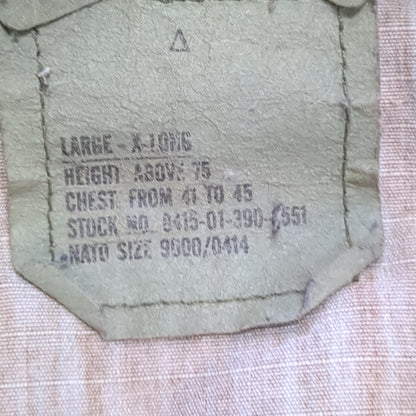 LARGE - X-LONG
HEIGHT ABOVE 75
CHEST FROM 41 TO 45
STOCK NO. 8415-01-390- 551
NATO SIZE 9000/0414